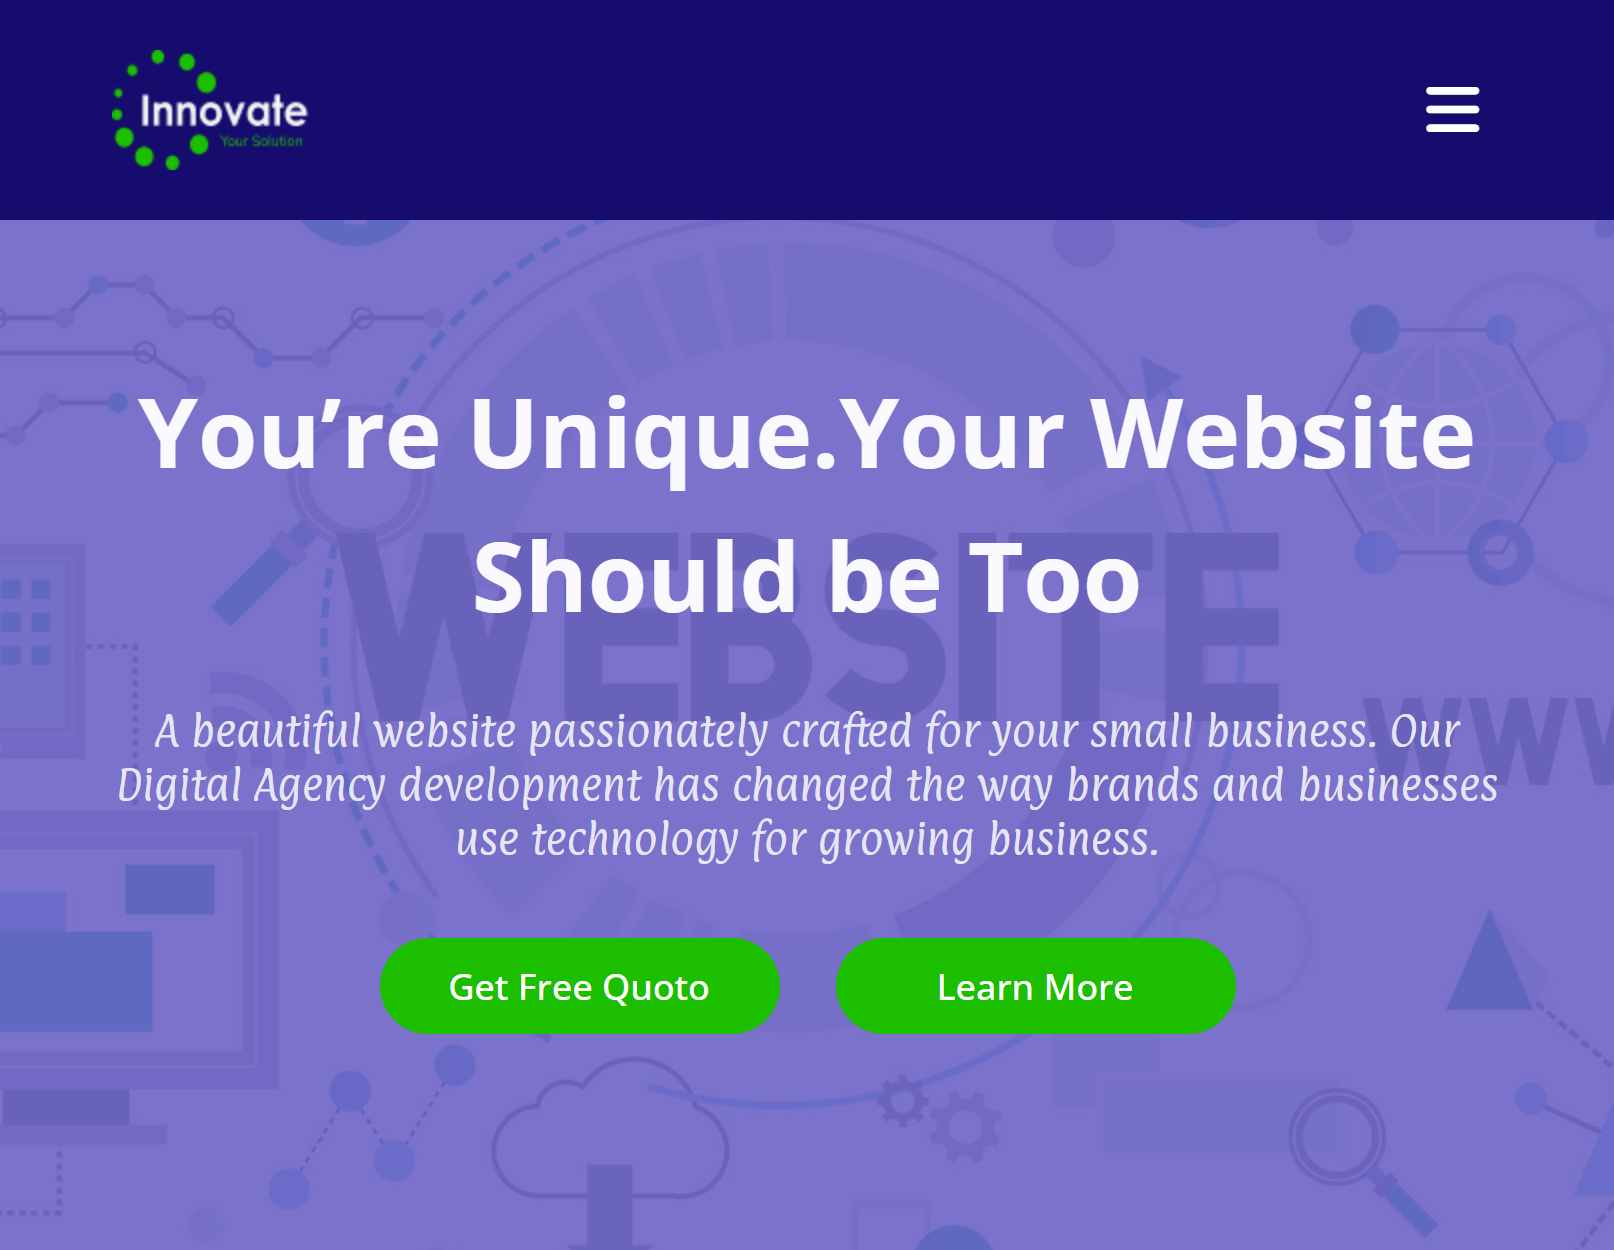 Innovate
Your Solution
You’re Unique.Your Website
Should be Too
WEBSITE
A beautiful website passionately crafted for your small business. Our
WWW
Digital Agency development has changed the way brands and businesses
use technology for growing business.
Get Free Quoto
Learn More